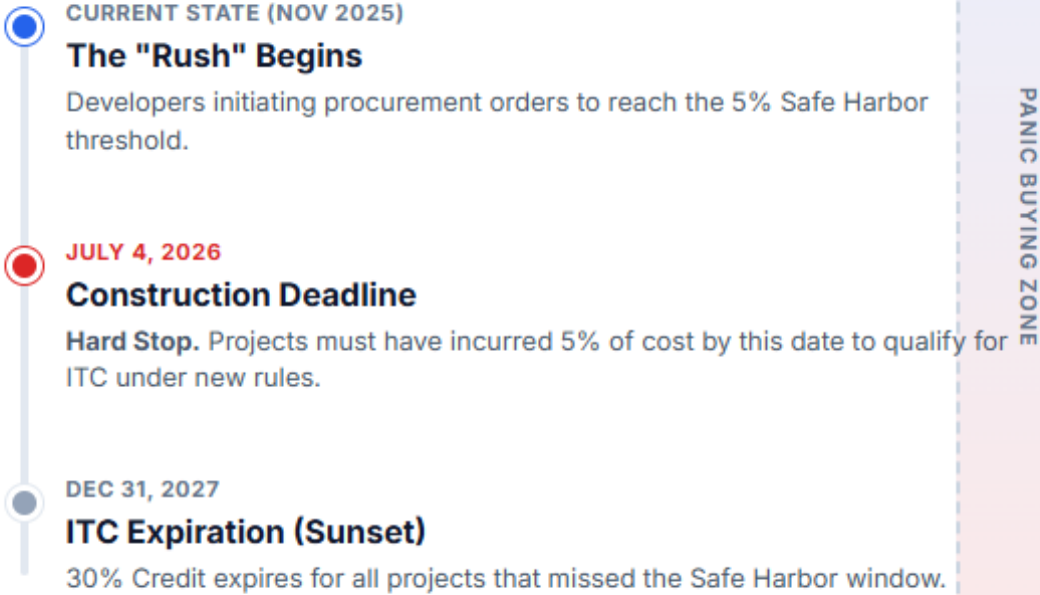 CURRENT STATE (NOV 2025)
The "Rush" Begins
Developers initiating procurement orders to reach the 5% Safe Harbor
threshold.
JULY 4, 2026
Construction Deadline
Hard Stop. Projects must have incurred 5% of cost by this date to qualify for
ITC under new rules.
DEC 31, 2027
ITC Expiration (Sunset)
30% Credit expires for all projects that missed the Safe Harbor window.
PANIC BUYING ZONE